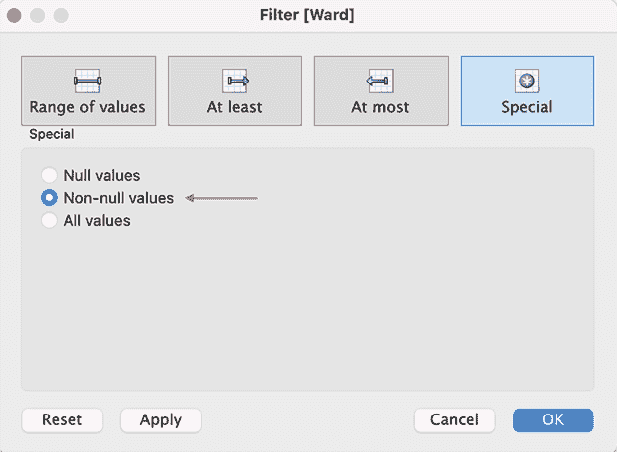 Filter [Ward]
Range of values
At least
At most
Special
Special
Null values
Non-null values
All values
Reset
Apply
Cancel
OK